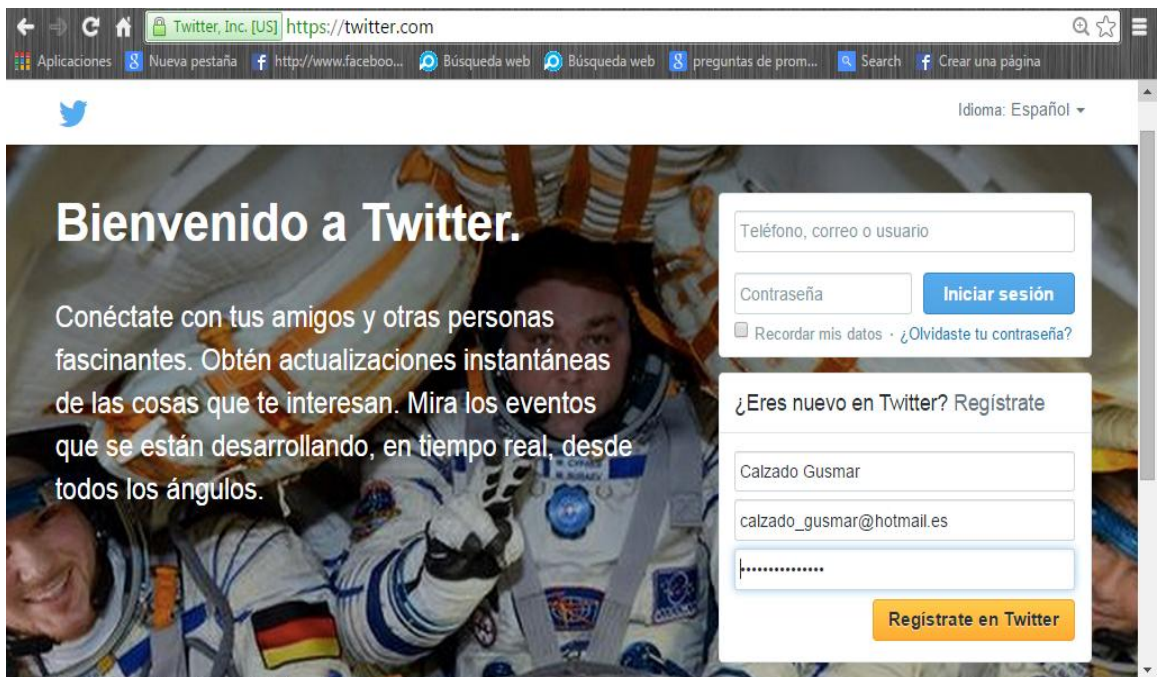 Twitter, Inc. [US] https://twitter.com
Aplicaciones Nueva pestaña http://www.faceboo... Búsqueda web Búsqueda web preguntas de prom... Search Crear una página
Idioma: Español
Bienvenido a Twitter.
Conéctate con tus amigos y otras personas
fascinantes. Obtén actualizaciones instantáneas
de las cosas que te interesan. Mira los eventos
que se están desarrollando, en tiempo real, desde
todos los ángulos.
Teléfono, correo o usuario
Contraseña Iniciar sesión
Recordar mis datos · ¿Olvidaste tu contraseña?
¿Eres nuevo en Twitter? Regístrate
Calzado Gusmar
calzado_gusmar@hotmail.es
•••••••••••••••
Regístrate en Twitter